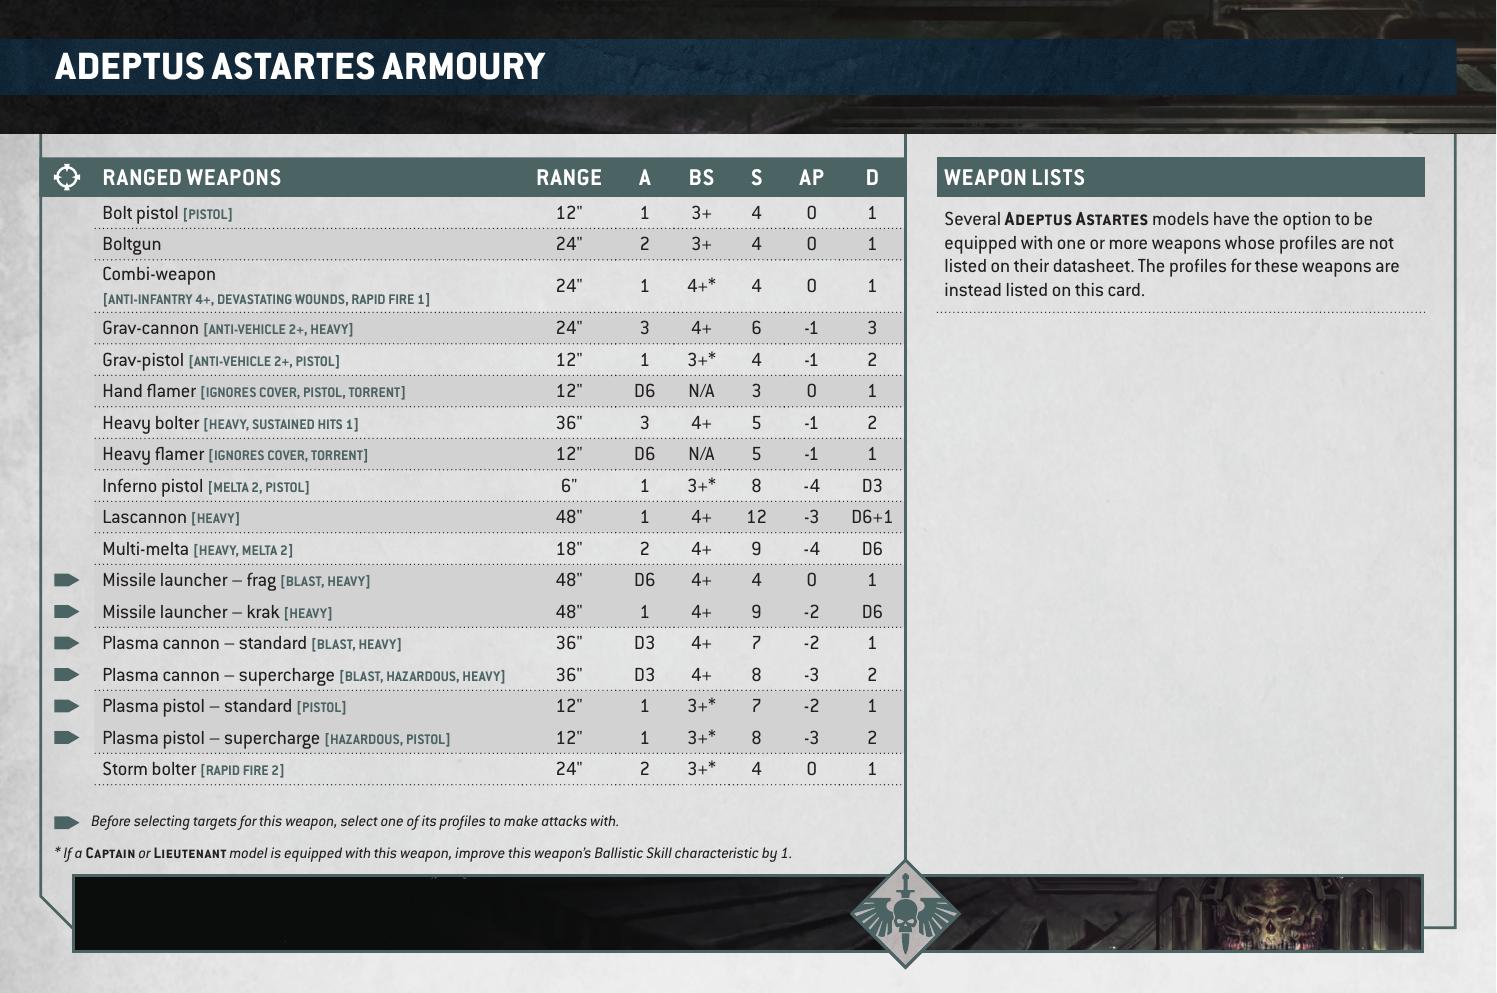 ADEPTUS ASTARTES ARMOURY
RANGED WEAPONS RANGE A BS S AP D
Bolt pistol [PISTOL] 12" 1 3+ 4 0 1
Boltgun 24" 2 3+ 4 0 1
Combi-weapon
[ANTI-INFANTRY 4+, DEVASTATING WOUNDS, RAPID FIRE 1] 24" 1 4+* 4 0 1
Grav-cannon [ANTI-VEHICLE 2+, HEAVY] 24" 3 4+ 6 -1 3
Grav-pistol [ANTI-VEHICLE 2+, PISTOL] 12" 1 3+* 4 -1 2
Hand flamer [IGNORES COVER, PISTOL, TORRENT] 12" D6 N/A 3 0 1
Heavy bolter [HEAVY, SUSTAINED HITS 1] 36" 3 4+ 5 -1 2
Heavy flamer [IGNORES COVER, TORRENT] 12" D6 N/A 5 -1 1
Inferno pistol [MELTA 2, PISTOL] 6" 1 3+* 8 -4 D3
Lascannon [HEAVY] 48" 1 4+ 12 -3 D6+1
Multi-melta [HEAVY, MELTA 2] 18" 2 4+ 9 -4 D6
Missile launcher – frag [BLAST, HEAVY] 48" D6 4+ 4 0 1
Missile launcher – krak [HEAVY] 48" 1 4+ 9 -2 D6
Plasma cannon – standard [BLAST, HEAVY] 36" D3 4+ 7 -2 1
Plasma cannon – supercharge [BLAST, HAZARDOUS, HEAVY] 36" D3 4+ 8 -3 2
Plasma pistol – standard [PISTOL] 12" 1 3+* 7 -2 1
Plasma pistol – supercharge [HAZARDOUS, PISTOL] 12" 1 3+* 8 -3 2
Storm bolter [RAPID FIRE 2] 24" 2 3+* 4 0 1
Before selecting targets for this weapon, select one of its profiles to make attacks with.
* If a CAPTAIN or LIEUTENANT model is equipped with this weapon, improve this weapon's Ballistic Skill characteristic by 1.
WEAPON LISTS
Several ADEPTUS ASTARTES models have the option to be
equipped with one or more weapons whose profiles are not
listed on their datasheet. The profiles for these weapons are
instead listed on this card.